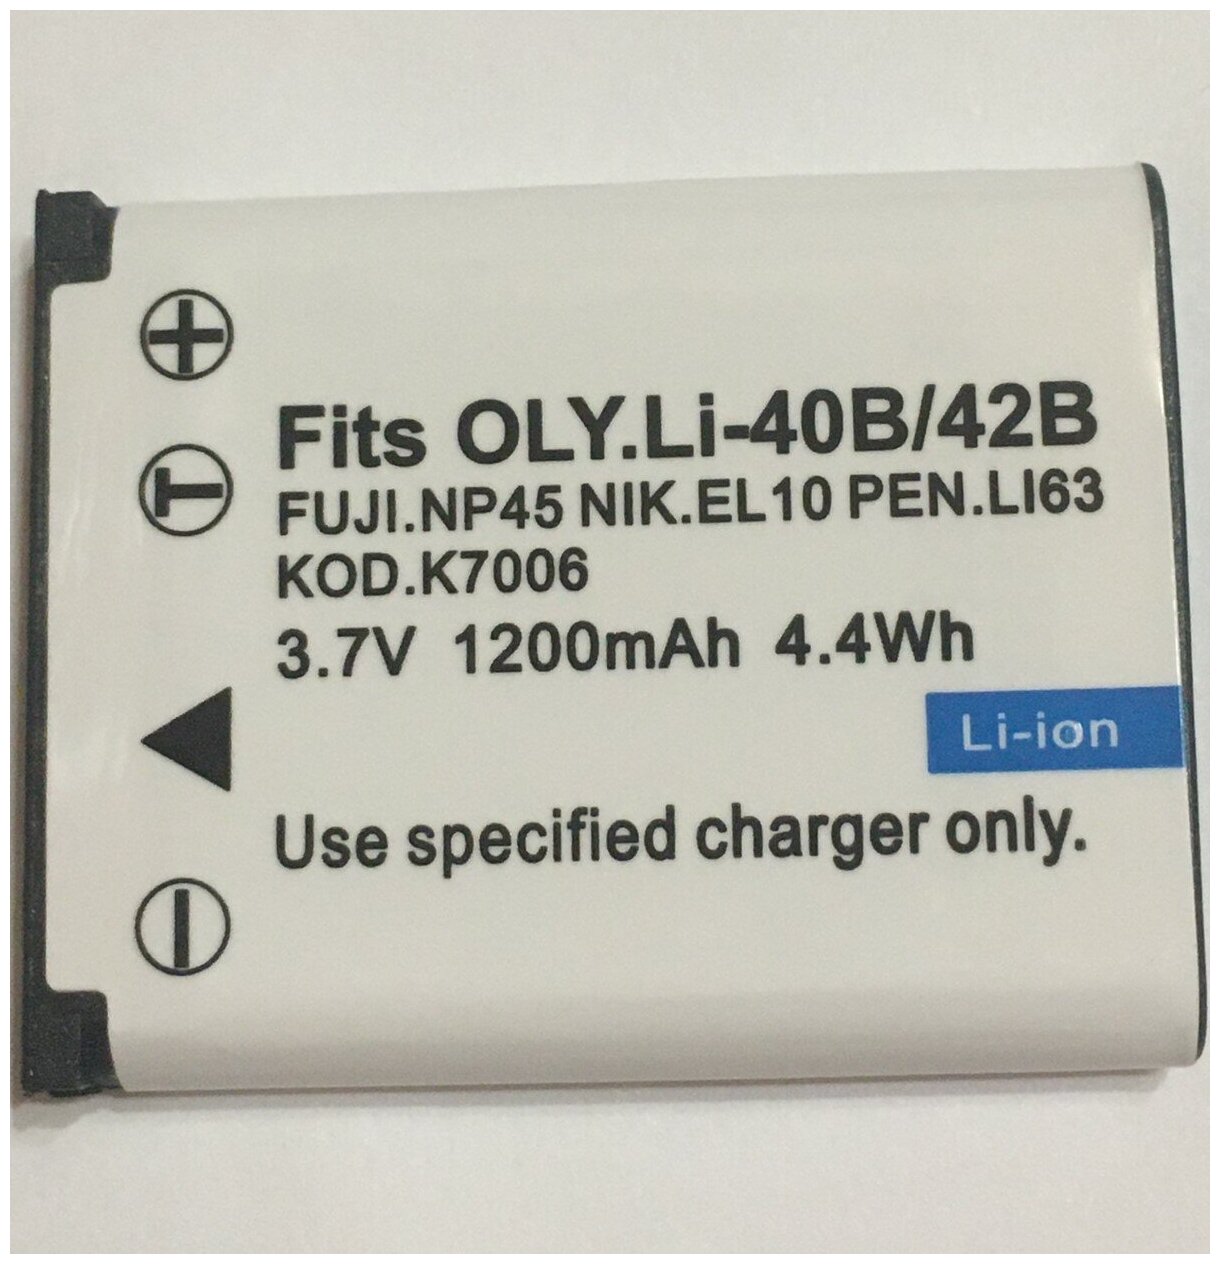 Fits OLY.Li-40B/42B
FUJI.NP45 NIK.EL10 PEN.LI63
KOD.K7006
3.7V 1200mAh 4.4Wh
Li-ion
Use specified charger only.